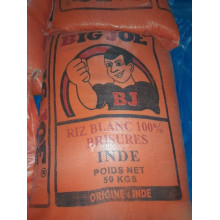 BIG JOE
BJ
RIZ BLANC 100%
BRISURES
INDE
POIDS NET
50 KGS
ORIGINE : INDE